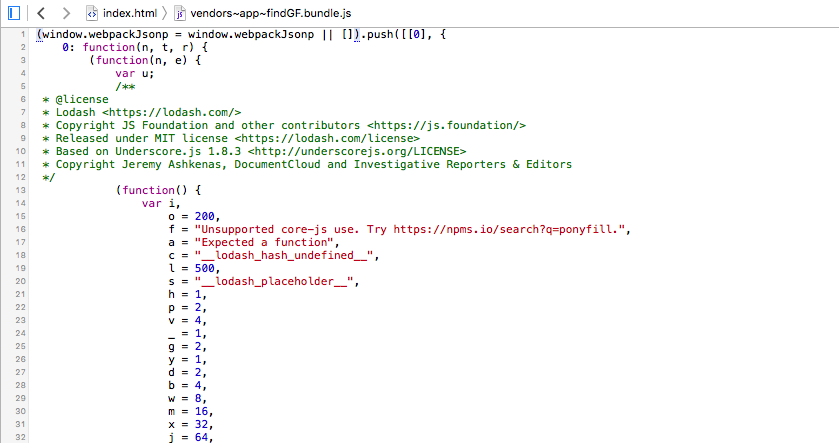 index.html vendors~app~findGF.bundle.js
1 (window.webpackJsonp = window.webpackJsonp || []).push([[0], {
2 0: function(n, t, r) {
3 (function(n, e) {
4 var u;
5 /**
6 * @license
7 * Lodash <https://lodash.com/>
8 * Copyright JS Foundation and other contributors <https://js.foundation/>
9 * Released under MIT license <https://lodash.com/license>
10 * Based on Underscore.js 1.8.3 <http://underscorejs.org/LICENSE>
11 * Copyright Jeremy Ashkenas, DocumentCloud and Investigative Reporters & Editors
12 */
13 (function() {
14 var i,
15 o = 200,
16 f = "Unsupported core-js use. Try https://npms.io/search?q=ponyfill.",
17 a = "Expected a function",
18 c = "__lodash_hash_undefined__",
19 l = 500,
20 s = "__lodash_placeholder__",
21 h = 1,
22 p = 2,
23 v = 4,
24 _ = 1,
25 g = 2,
26 y = 1,
27 d = 2,
28 b = 4,
29 w = 8,
30 m = 16,
31 x = 32,
32 j = 64,